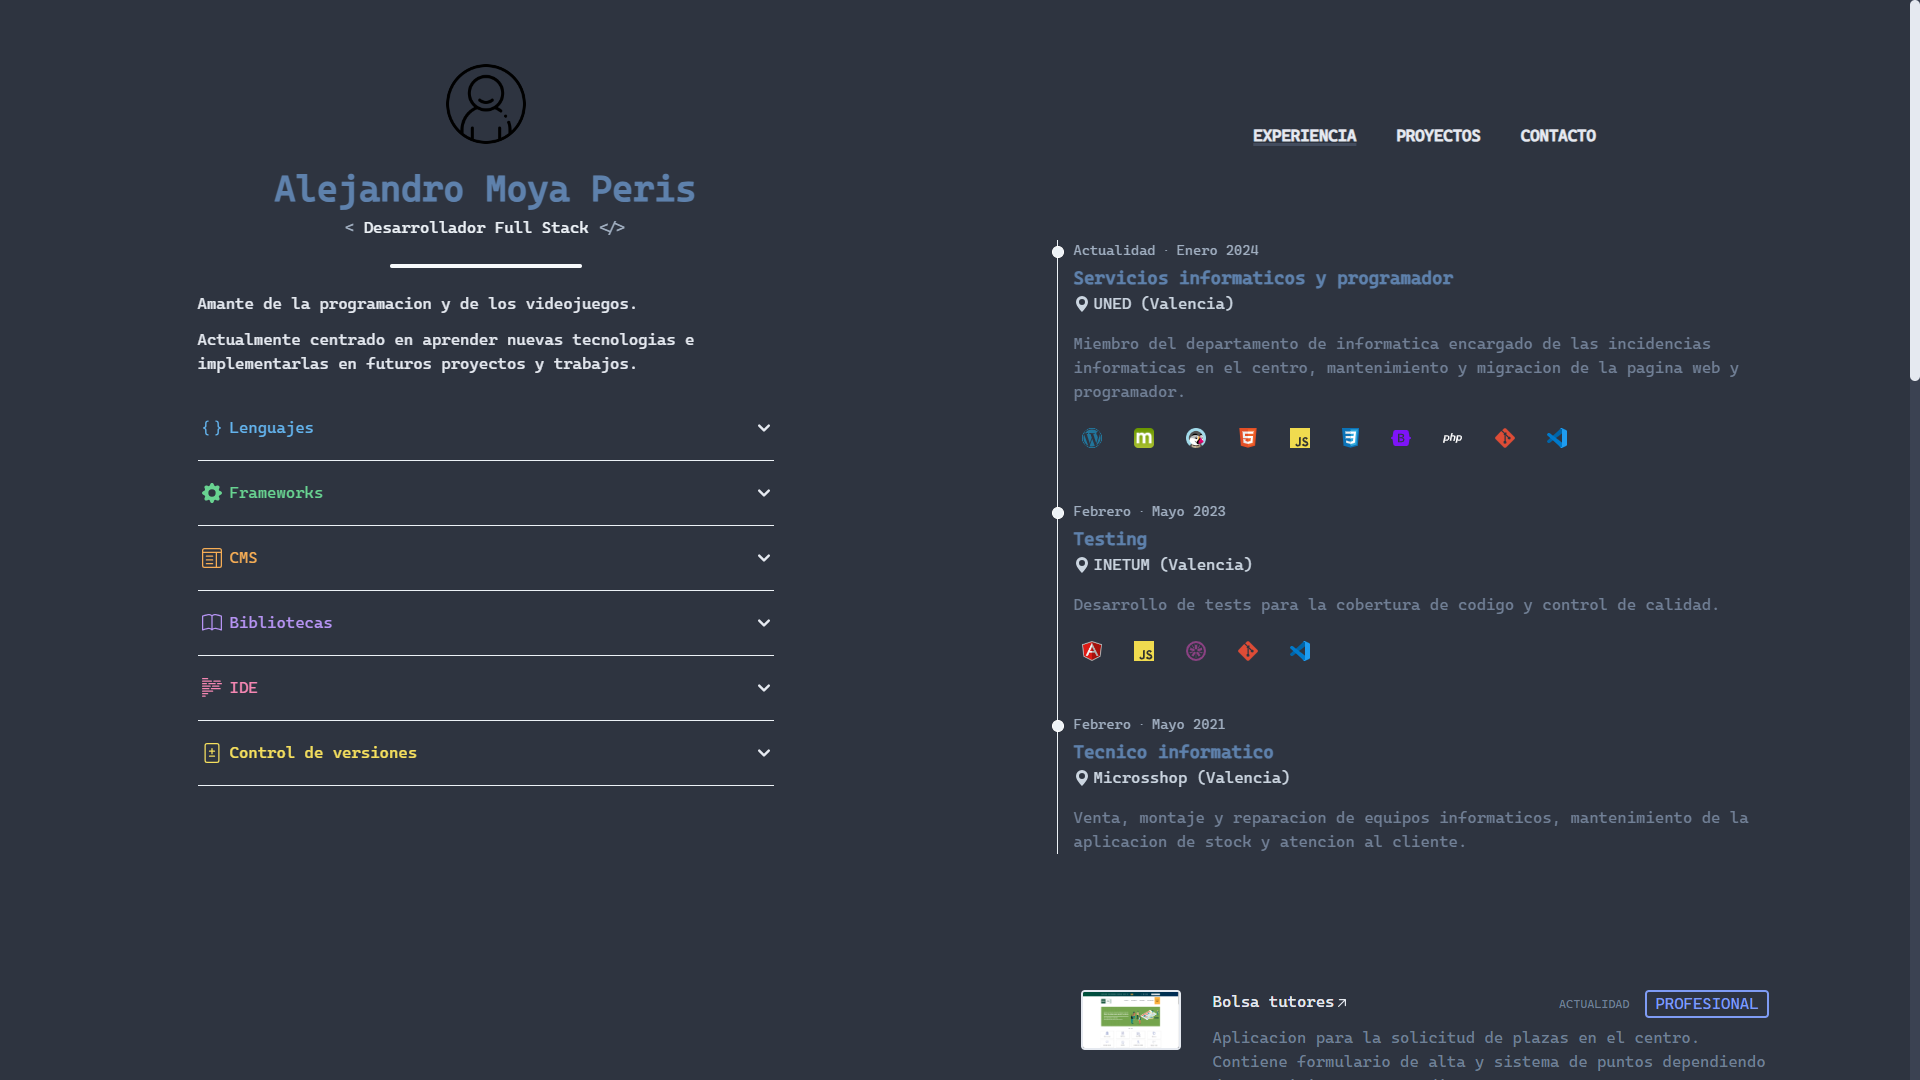 Alejandro Moya Peris
< Desarrollador Full Stack </>
Amante de la programacion y de los videojuegos.
Actualmente centrado en aprender nuevas tecnologias e
implementarlas en futuros proyectos y trabajos.
{} Lenguajes
Frameworks
CMS
Bibliotecas
IDE
Control de versiones
EXPERIENCIA PROYECTOS CONTACTO
Actualidad · Enero 2024
Servicios informaticos y programador
UNED (Valencia)
Miembro del departamento de informatica encargado de las incidencias
informaticas en el centro, mantenimiento y migracion de la pagina web y
programador.
php
Febrero · Mayo 2023
Testing
INETUM (Valencia)
Desarrollo de tests para la cobertura de codigo y control de calidad.
Febrero · Mayo 2021
Tecnico informatico
Microsshop (Valencia)
Venta, montaje y reparacion de equipos informaticos, mantenimiento de la
aplicacion de stock y atencion al cliente.
Bolsa tutores ACTUALIDAD PROFESIONAL
Aplicacion para la solicitud de plazas en el centro.
Contiene formulario de alta y sistema de puntos dependiendo